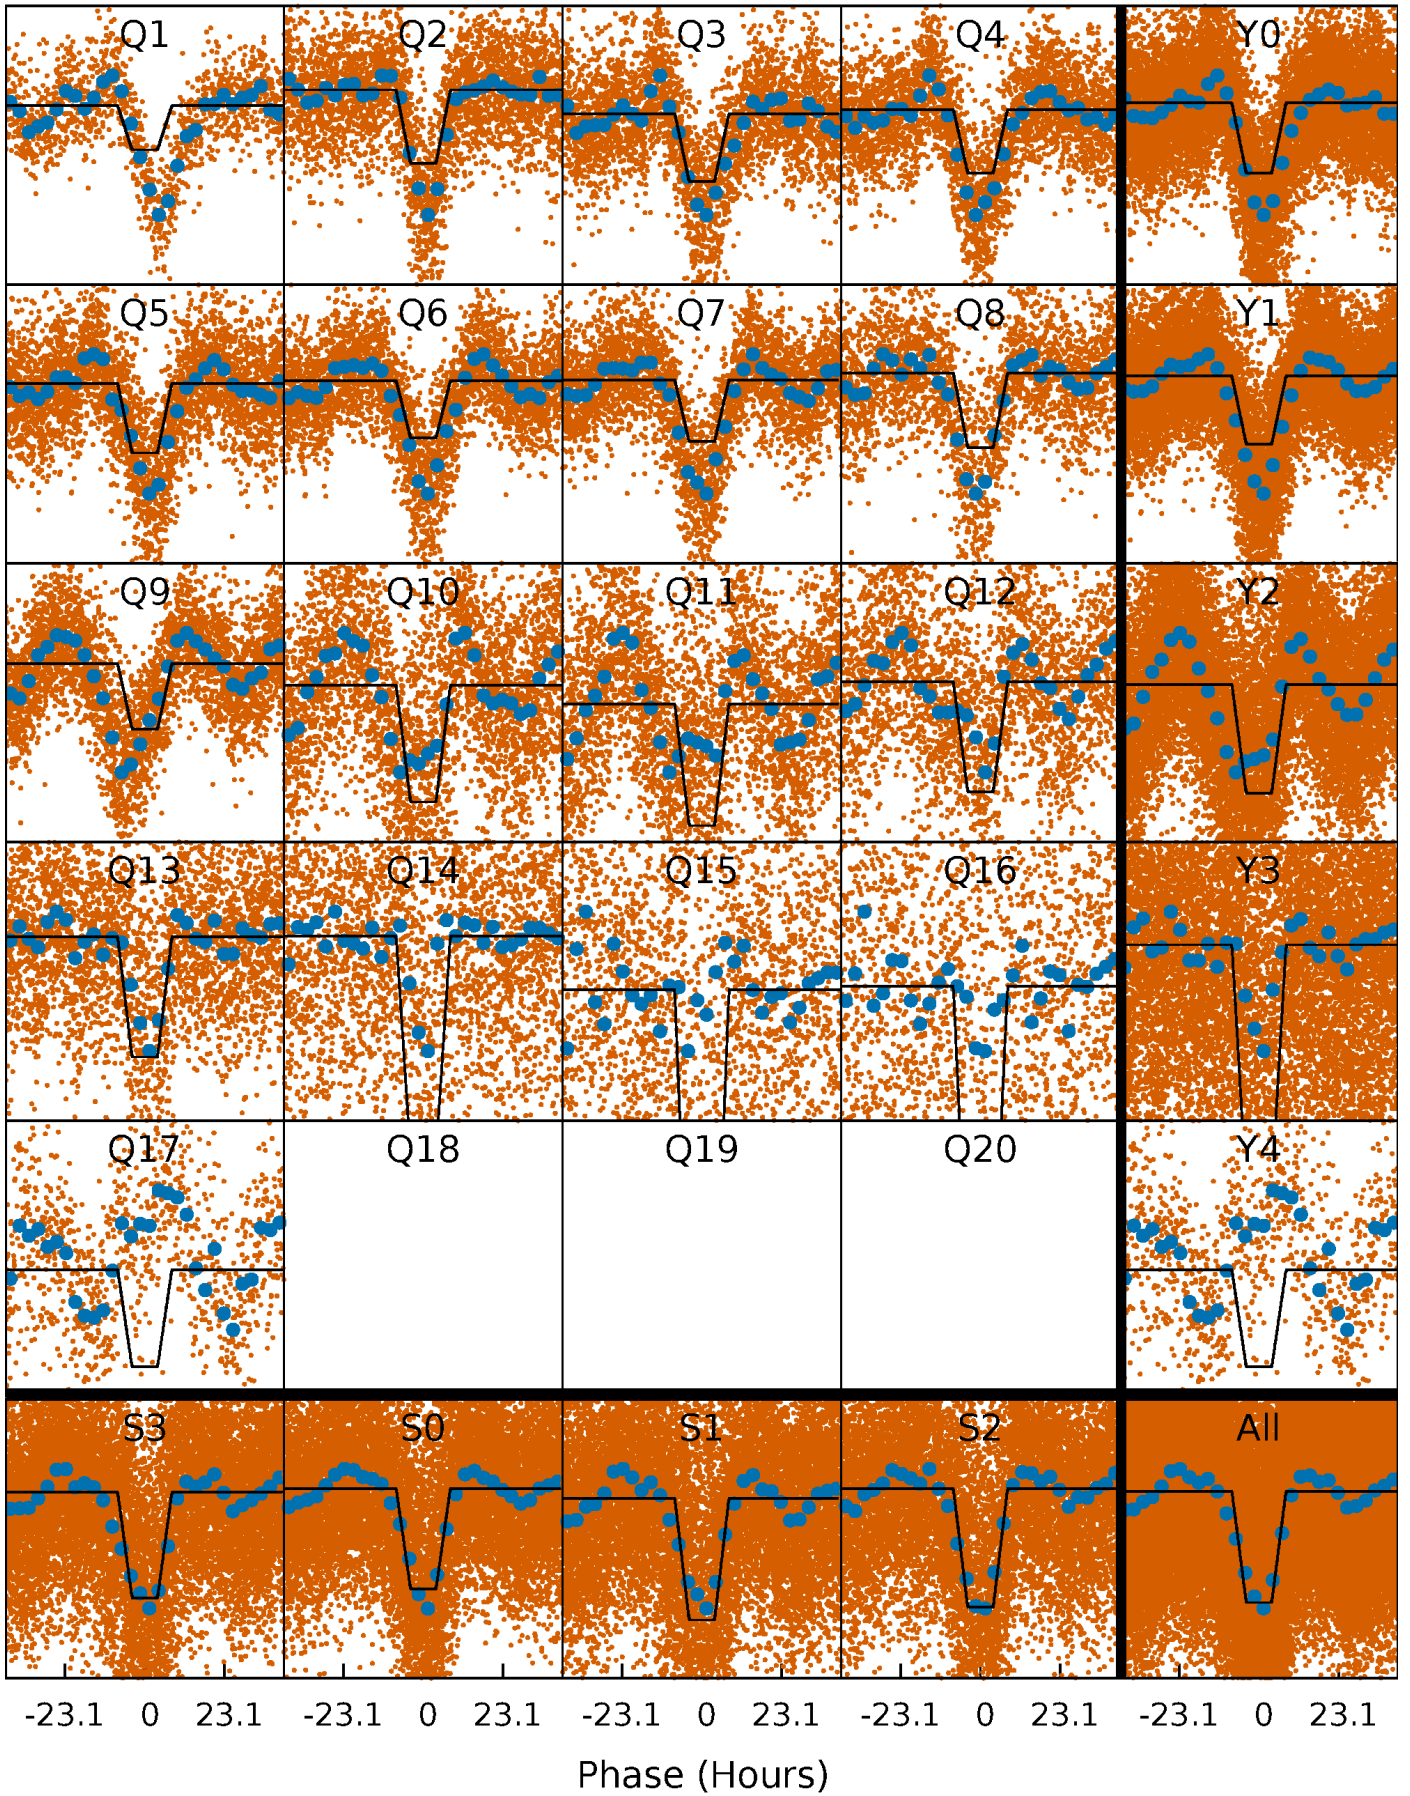 Q1 Q2 Q3 Q4 Y0
Q5 Q6 Q7 Q8 Y1
Q9 Q10 Q11 Q12 Y2
Q13 Q14 Q15 Q16 Y3
Q17 Q18 Q19 Q20 Y4
S3 S0 S1 S2 All
-23.1 0 23.1 -23.1 0 23.1 -23.1 0 23.1 -23.1 0 23.1 -23.1 0 23.1
Phase (Hours)